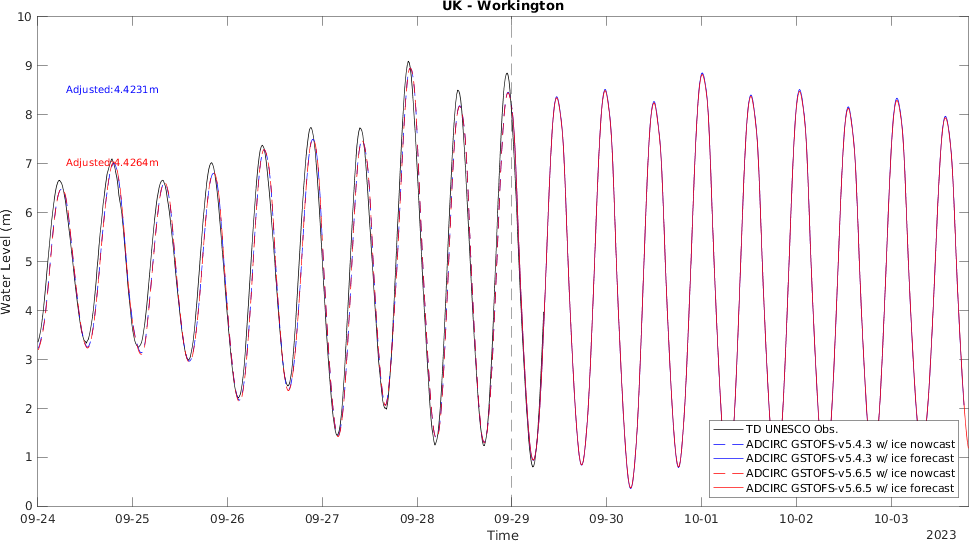 UK - Workington
10
9
8
7
6
5
4
3
2
1
0
Water Level (m)
Adjusted:4.4231m
Adjusted:4.4264m
TD UNESCO Obs.
ADCIRC GSTOFS-v5.4.3 w/ ice nowcast
ADCIRC GSTOFS-v5.4.3 w/ ice forecast
ADCIRC GSTOFS-v5.6.5 w/ ice nowcast
ADCIRC GSTOFS-v5.6.5 w/ ice forecast
09-24 09-25 09-26 09-27 09-28 09-29 09-30 10-01 10-02 10-03
Time
2023